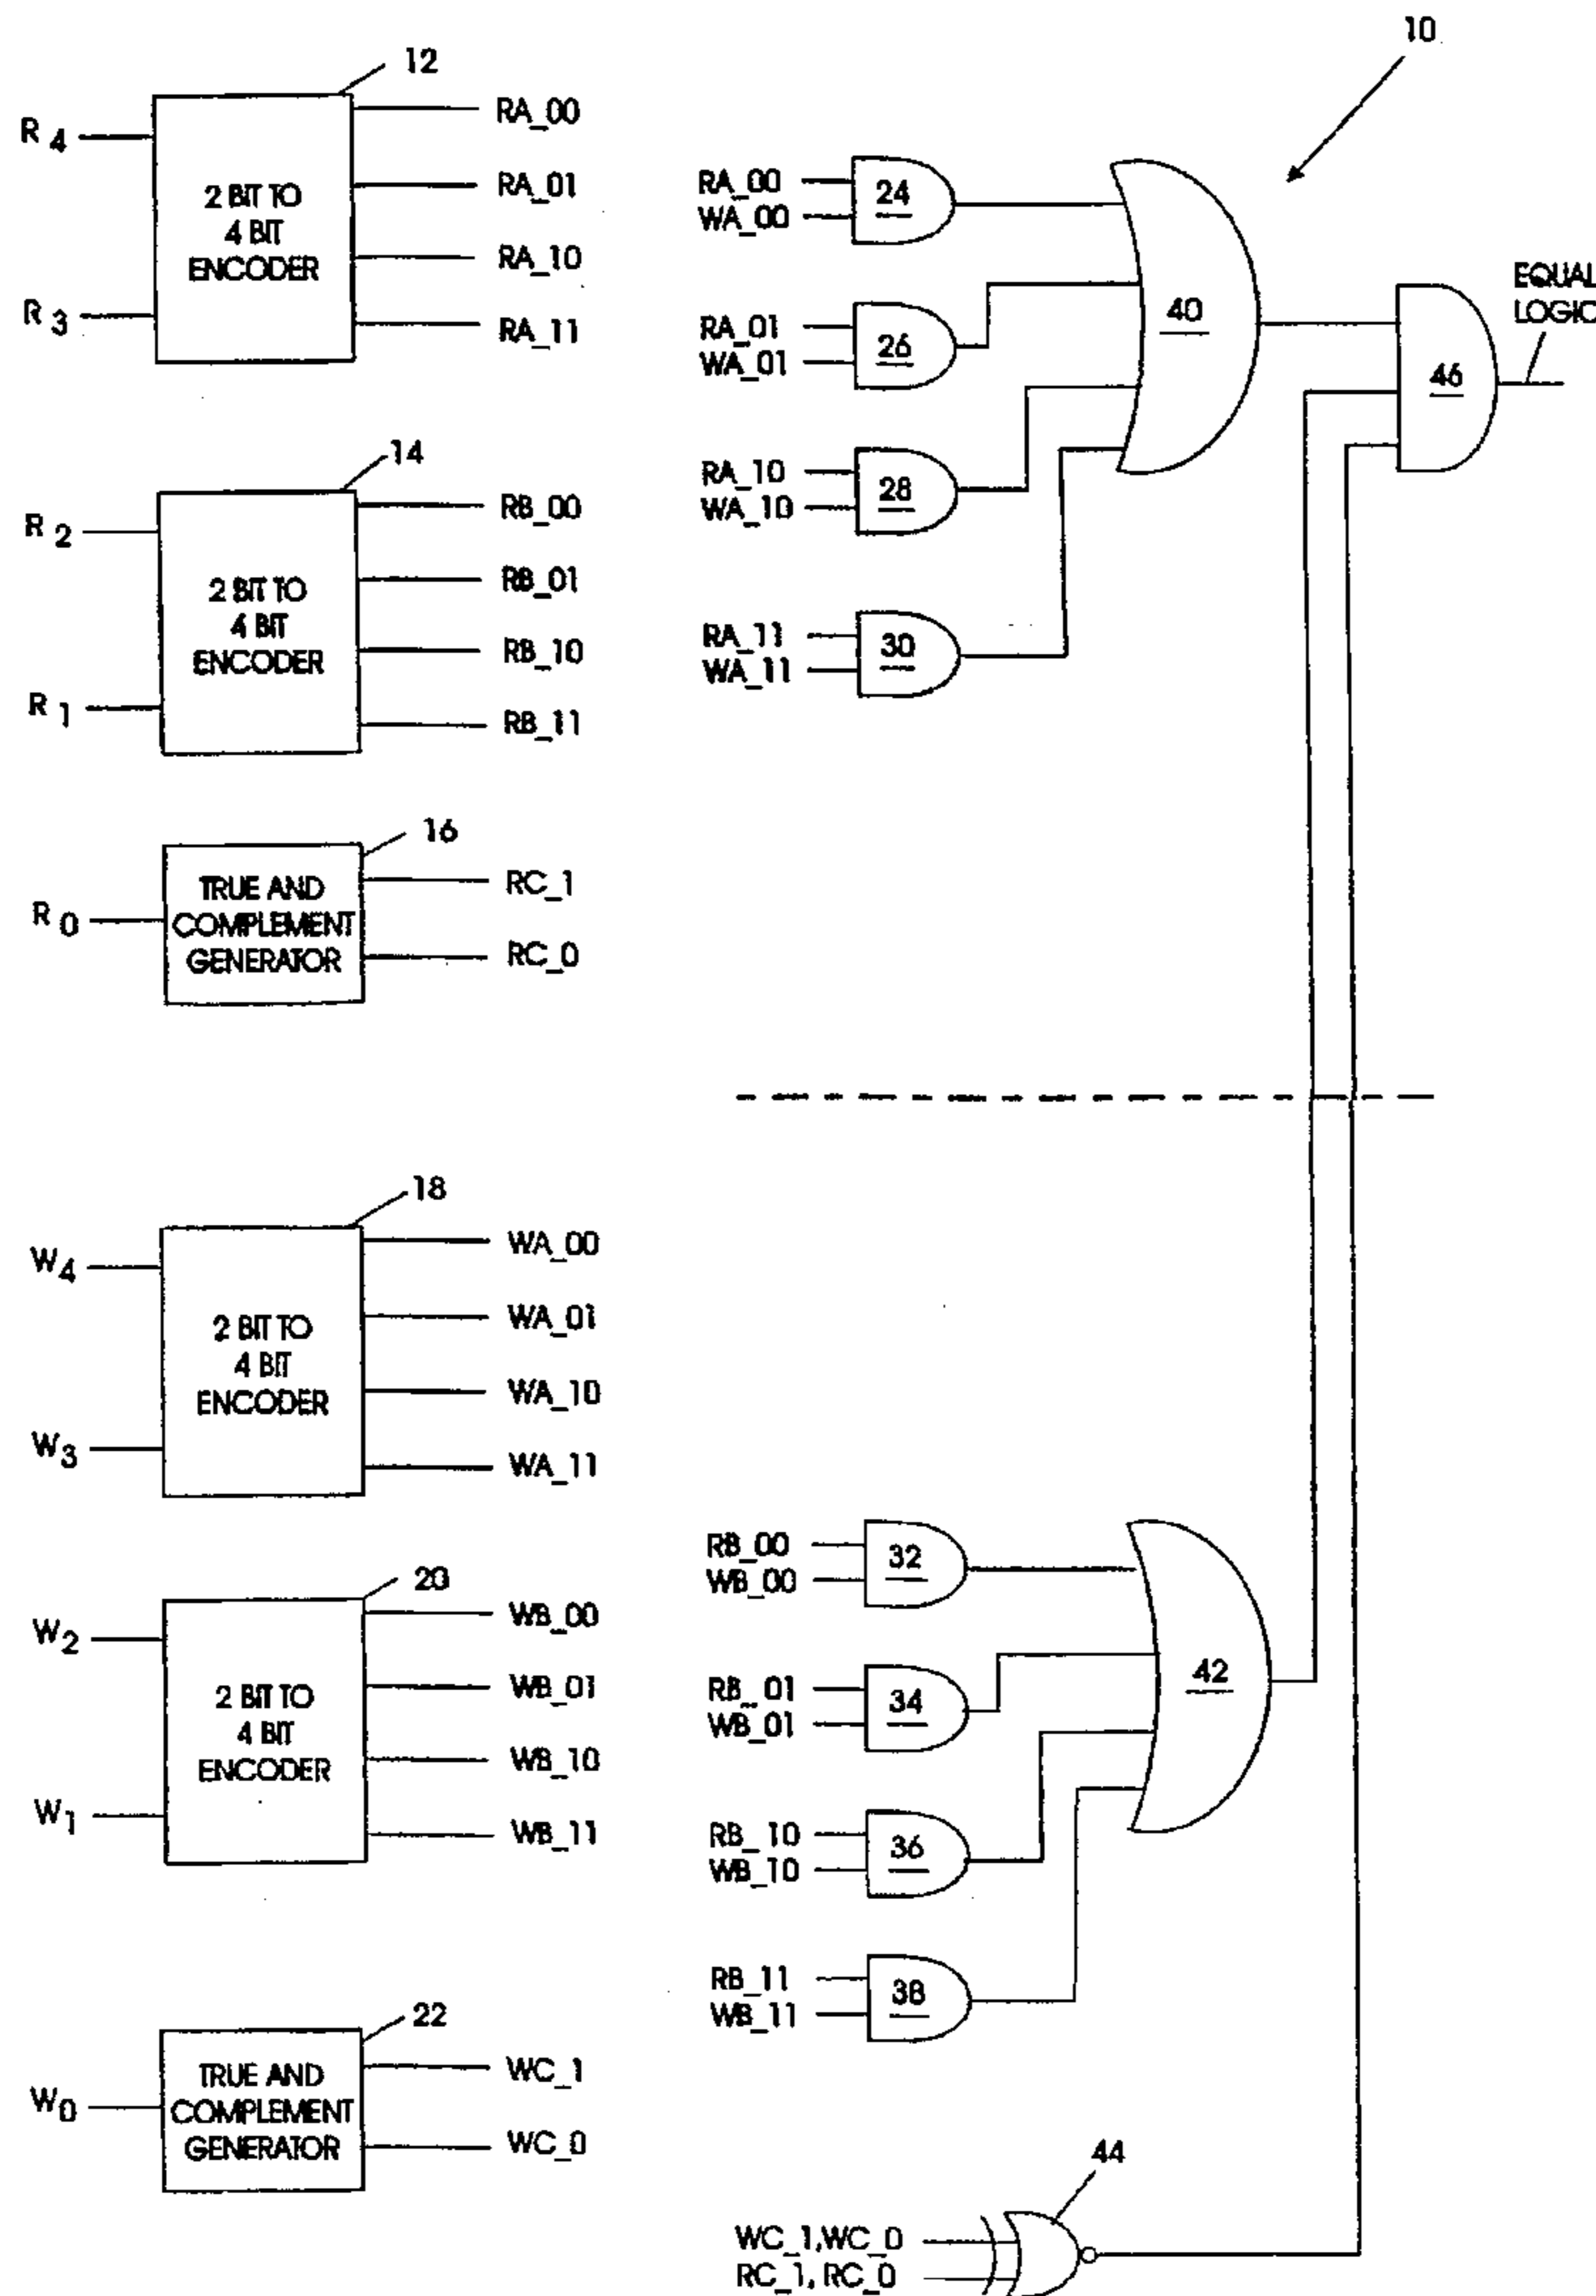 10
12
R 4
R 3
2 BIT TO
4 BIT
ENCODER
RA_00
RA_01
RA_10
RA_11
14
R 2
R 1
2 BIT TO
4 BIT
ENCODER
RB_00
RB_01
RB_10
RB_11
16
R 0
TRUE AND
COMPLEMENT
GENERATOR
RC_1
RC_0
18
W4
W3
2 BIT TO
4 BIT
ENCODER
WA_00
WA_01
WA_10
WA_11
20
W2
W1
2 BIT TO
4 BIT
ENCODER
WB_00
WB_01
WB_10
WB_11
22
W0
TRUE AND
COMPLEMENT
GENERATOR
WC_1
WC_0
RA_00
WA_00
24
RA_01
WA_01
26
RA_10
WA_10
28
RA_11
WA_11
30
40
46
EQUAL
LOGIC
RB_00
WB_00
32
RB_01
WB_01
34
RB_10
WB_10
36
RB_11
WB_11
38
42
44
WC_1,WC_0
RC_1, RC_0